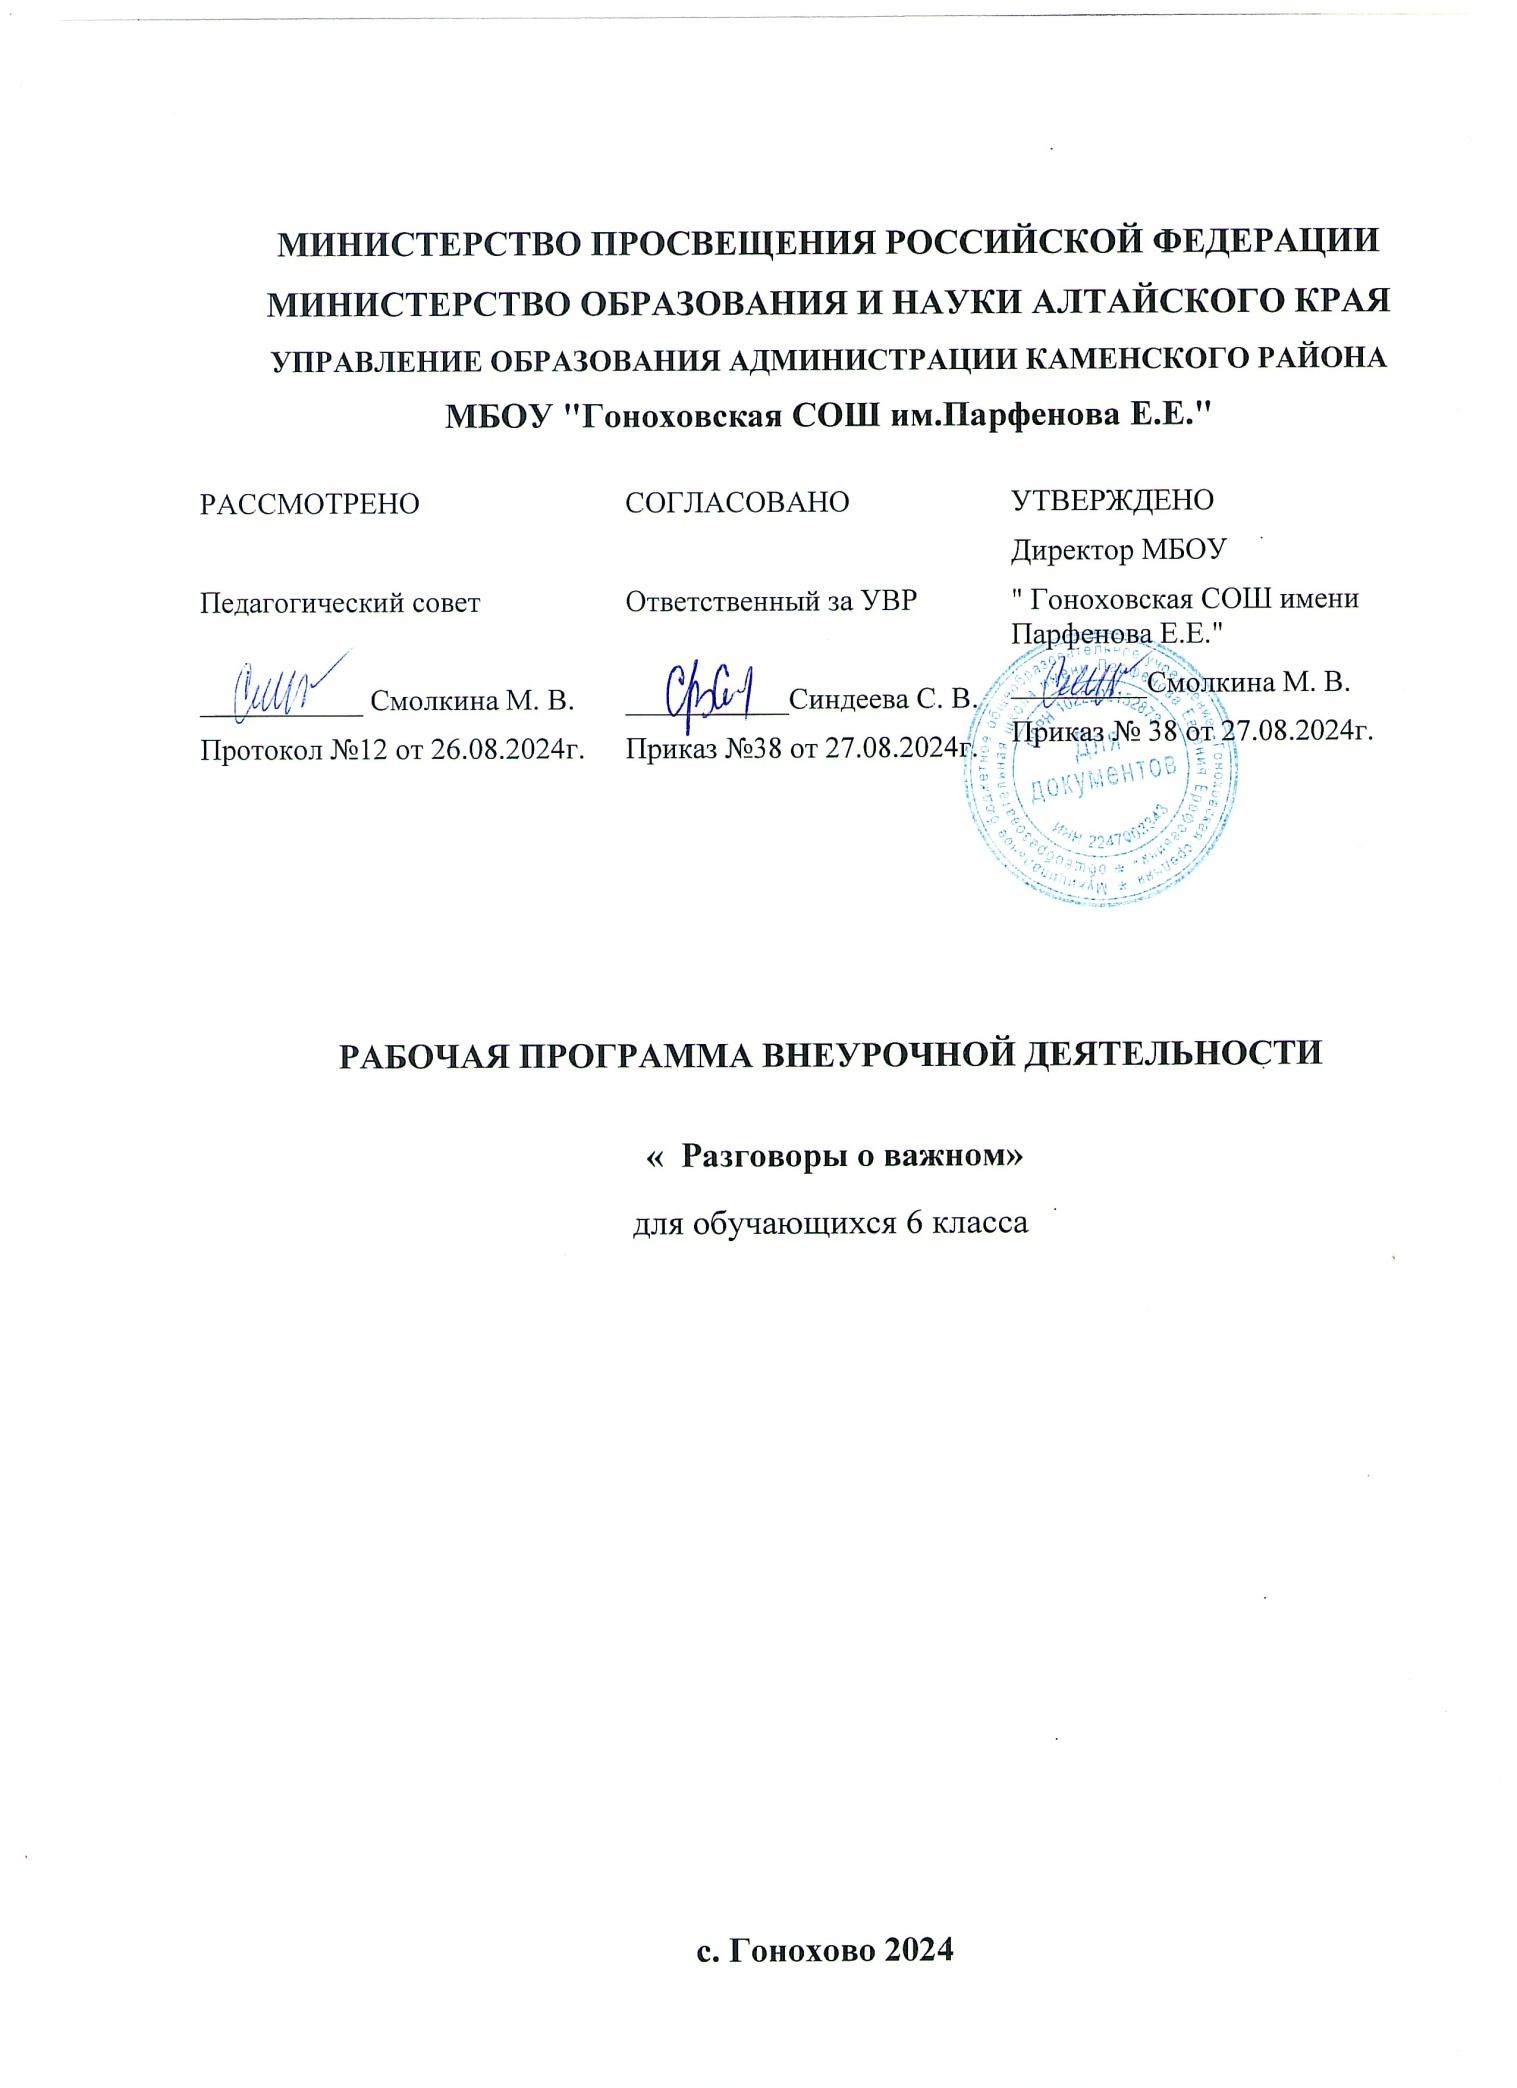 МИНИСТЕРСТВО ПРОСВЕЩЕНИЯ РОССИЙСКОЙ ФЕДЕРАЦИИ
МИНИСТЕРСТВО ОБРАЗОВАНИЯ И НАУКИ АЛТАЙСКОГО КРАЯ
УПРАВЛЕНИЕ ОБРАЗОВАНИЯ АДМИНИСТРАЦИИ КАМЕНСКОГО РАЙОНА
МБОУ "Гоноховская СОШ им.Парфенова Е.Е."
РАССМОТРЕНО
Педагогический совет
Смолкина М. В.
Протокол №12 от 26.08.2024г.
СОГЛАСОВАНО
Ответственный за УВР
Синдеева С. В.
Приказ №38 от 27.08.2024г.
УТВЕРЖДЕНО
Директор МБОУ
" Гоноховская СОШ имени
Парфенова Е.Е."
Смолкина М. В.
Приказ № 38 от 27.08.2024г.
для
документов
ИНН 2247003343
РАБОЧАЯ ПРОГРАММА ВНЕУРОЧНОЙ ДЕЯТЕЛЬНОСТИ
«  Разговоры о важном»
для обучающихся 6 класса
с. Гонохово 2024